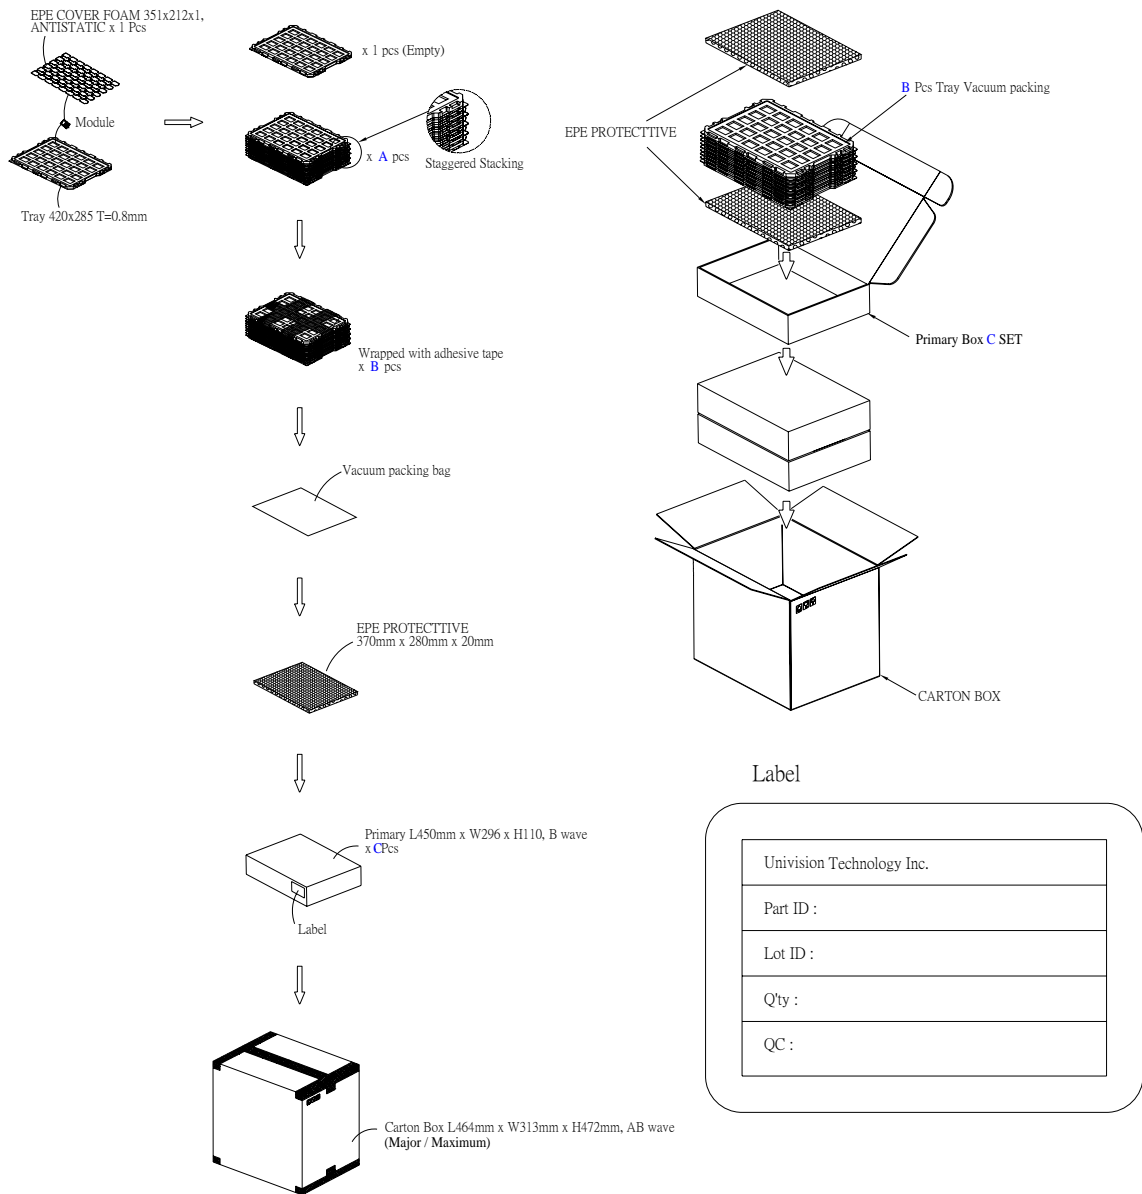 EPE COVER FOAM 351x212x1,
ANTISTATIC x 1 Pcs
Module
Tray 420x285 T=0.8mm
x 1 pcs (Empty)
x A pcs
Staggered Stacking
Wrapped with adhesive tape
x B pcs
Vacuum packing bag
EPE PROTECTTIVE
370mm x 280mm x 20mm
Primary L450mm x W296 x H110, B wave
x CPcs
Label
Carton Box L464mm x W313mm x H472mm, AB wave
(Major / Maximum)
B Pcs Tray Vacuum packing
EPE PROTECTTIVE
Primary Box C SET
CARTON BOX
Label
Univision Technology Inc.
Part ID :
Lot ID :
Q'ty :
QC :